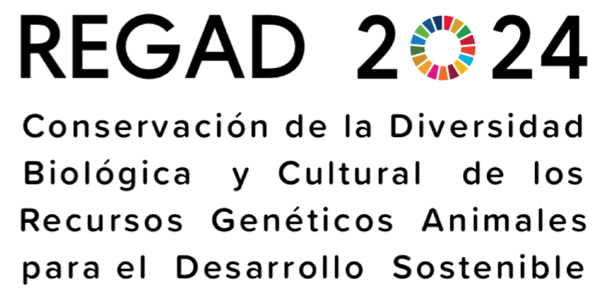 REGAD 2024
Conservación de la Diversidad
Biológica y Cultural de los
Recursos Genéticos Animales
para el Desarrollo Sostenible